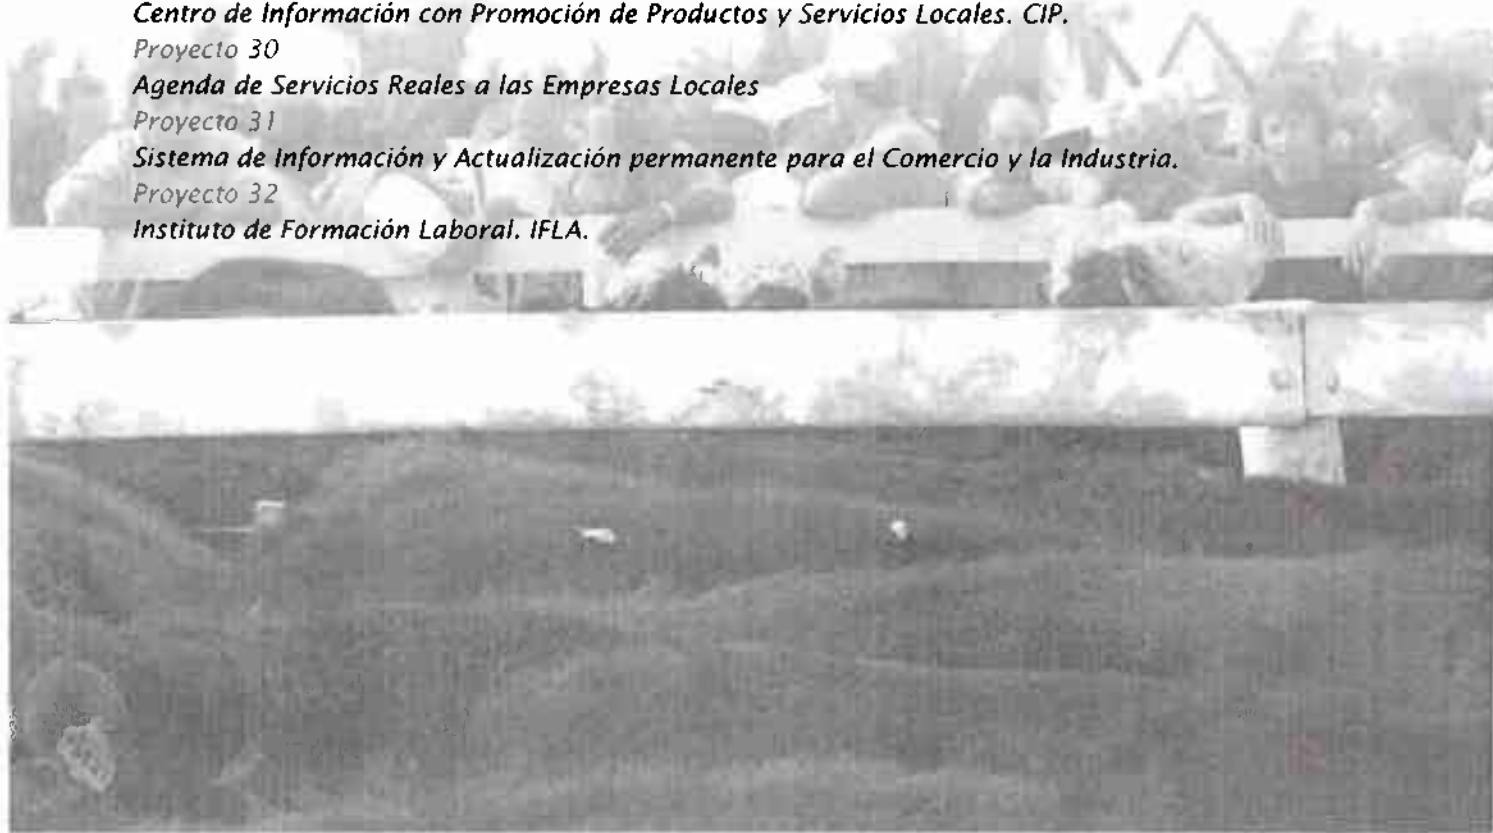 Centro de Información con Promoción de Productos y Servicios Locales. CIP.
Proyecto 30
Agenda de Servicios Reales a las Empresas Locales
Proyecto 31
Sistema de Información y Actualización permanente para el Comercio y la Industria.
Proyecto 32
Instituto de Formación Laboral. IFLA.